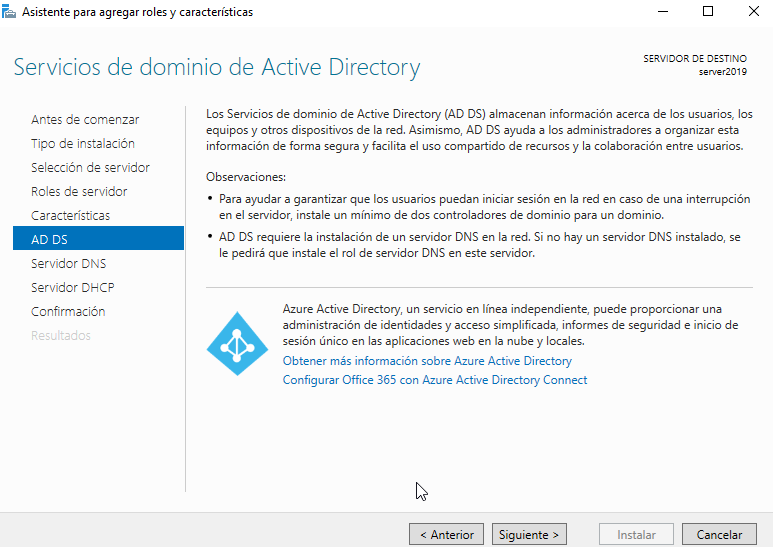 Asistente para agregar roles y características
Servicios de dominio de Active Directory
SERVIDOR DE DESTINO
server2019
Antes de comenzar
Tipo de instalación
Selección de servidor
Roles de servidor
Características
AD DS
Servidor DNS
Servidor DHCP
Confirmación
Resultados
Los Servicios de dominio de Active Directory (AD DS) almacenan información acerca de los usuarios, los
equipos y otros dispositivos de la red. Asimismo, AD DS ayuda a los administradores a organizar esta
información de forma segura y facilita el uso compartido de recursos y la colaboración entre usuarios.
Observaciones:
• Para ayudar a garantizar que los usuarios puedan iniciar sesión en la red en caso de una interrupción
en el servidor, instale un mínimo de dos controladores de dominio para un dominio.
• AD DS requiere la instalación de un servidor DNS en la red. Si no hay un servidor DNS instalado, se
le pedirá que instale el rol de servidor DNS en este servidor.
Azure Active Directory, un servicio en línea independiente, puede proporcionar una
administración de identidades y acceso simplificada, informes de seguridad e inicio de
sesión único en las aplicaciones web en la nube y locales.
Obtener más información sobre Azure Active Directory
Configurar Office 365 con Azure Active Directory Connect
< Anterior
Siguiente >
Instalar
Cancelar